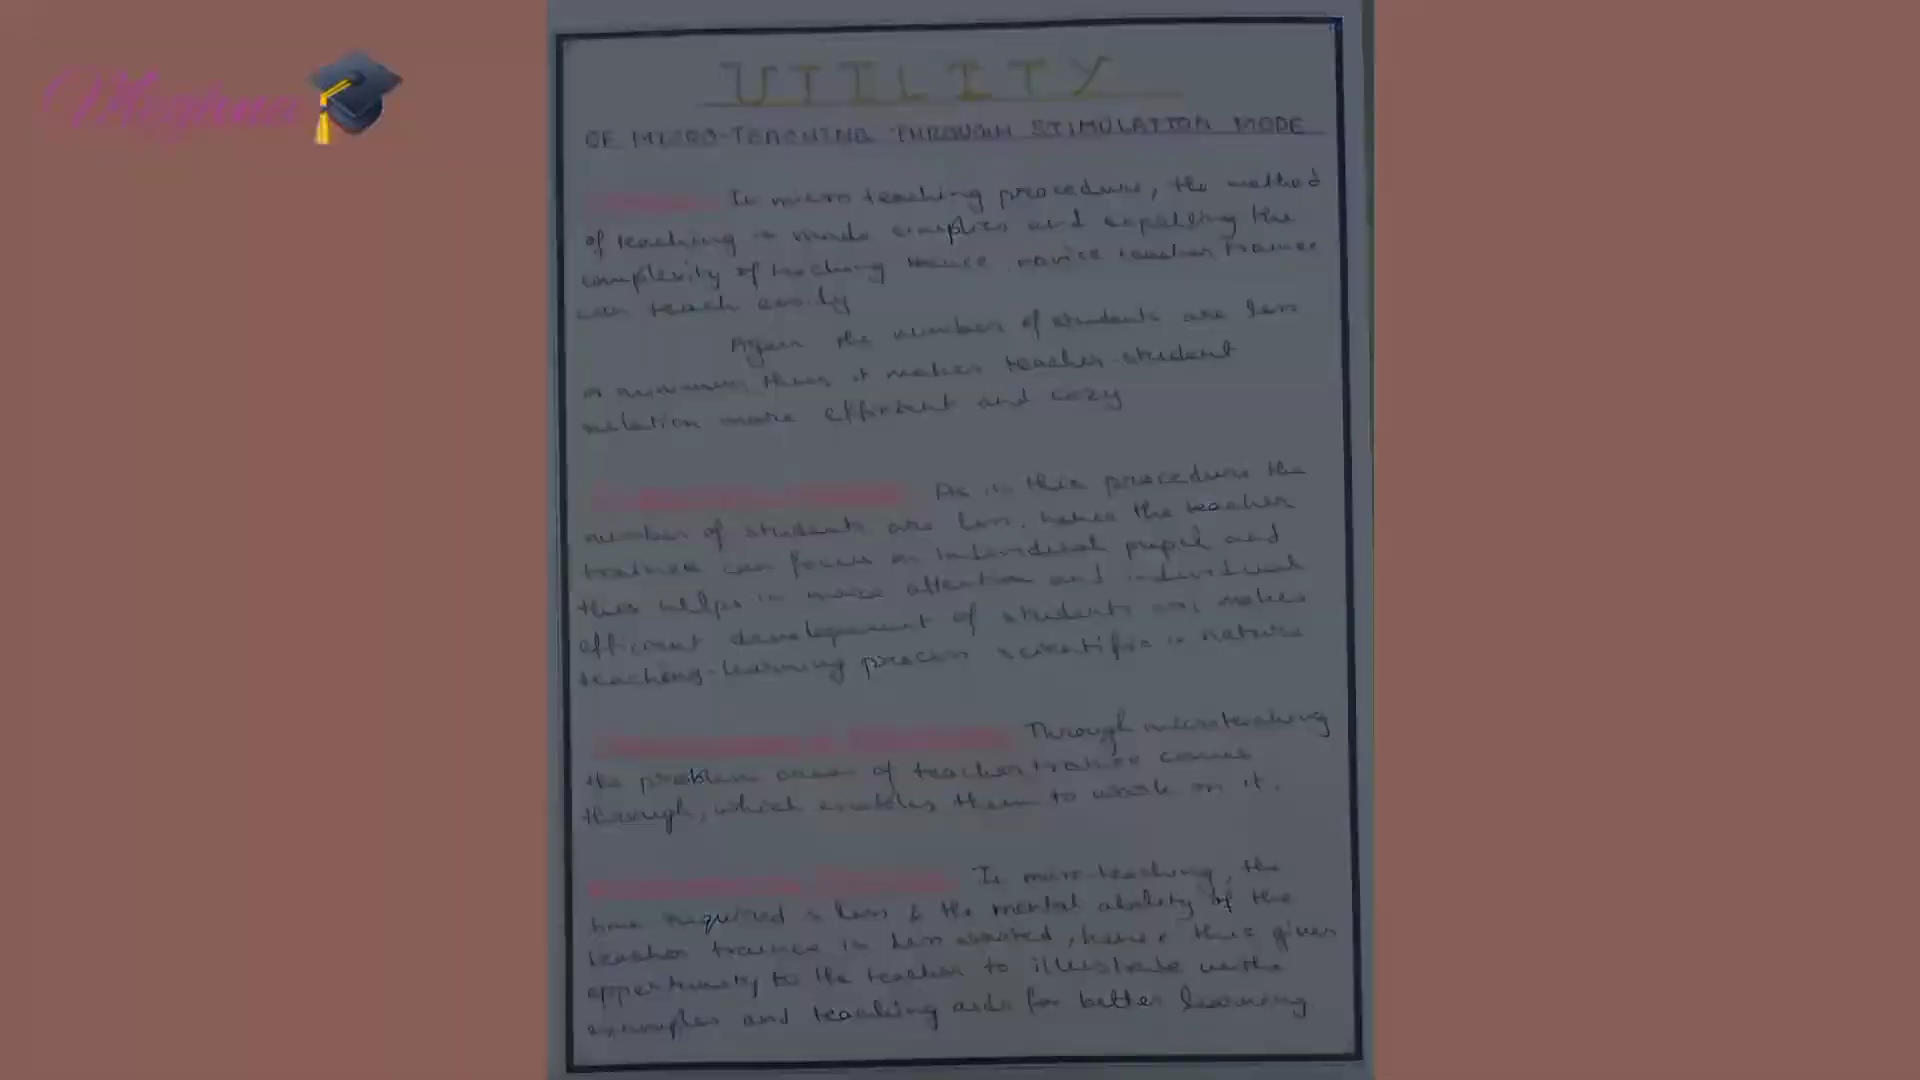 Meghna
UTILITY
OF MICRO-TEACHING THROUGH STIMULATION MODE
In micro teaching procedure, the method
of teaching is made simplier and expelling the
complexity of teaching hence novice teacher trainee
can teach easily
Again the number of students are less
or minimum thus it makes teacher student
relation more efficient and cozy
As in this procedure the
number of students are less, hence the teacher
trainee can focus on individual pupil and
this helps in more attention and individual
efficient development of students and makes
teaching-learning process scientific in nature
Through microteaching
the problem areas of teacher trainee comes
through, which enables them to work on it.
In micro-teaching, the
time required is less & the mental ability of the
teacher trainee is less wasted, hence this gives
opportunity to the teacher to illustrate with
examples and teaching aids for better learning